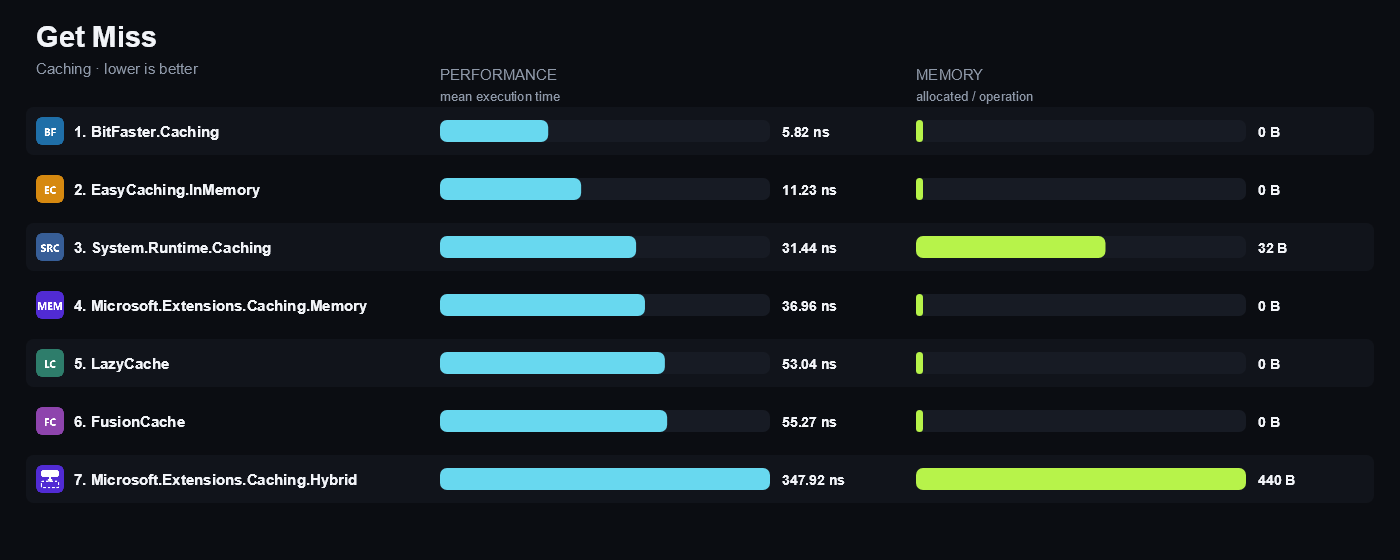 Get Miss
Caching · lower is better
PERFORMANCE
mean execution time
MEMORY
allocated / operation
BF 1. BitFaster.Caching 5.82 ns 0 B
EC 2. EasyCaching.InMemory 11.23 ns 0 B
SRC 3. System.Runtime.Caching 31.44 ns 32 B
MEM 4. Microsoft.Extensions.Caching.Memory 36.96 ns 0 B
LC 5. LazyCache 53.04 ns 0 B
FC 6. FusionCache 55.27 ns 0 B
7. Microsoft.Extensions.Caching.Hybrid 347.92 ns 440 B